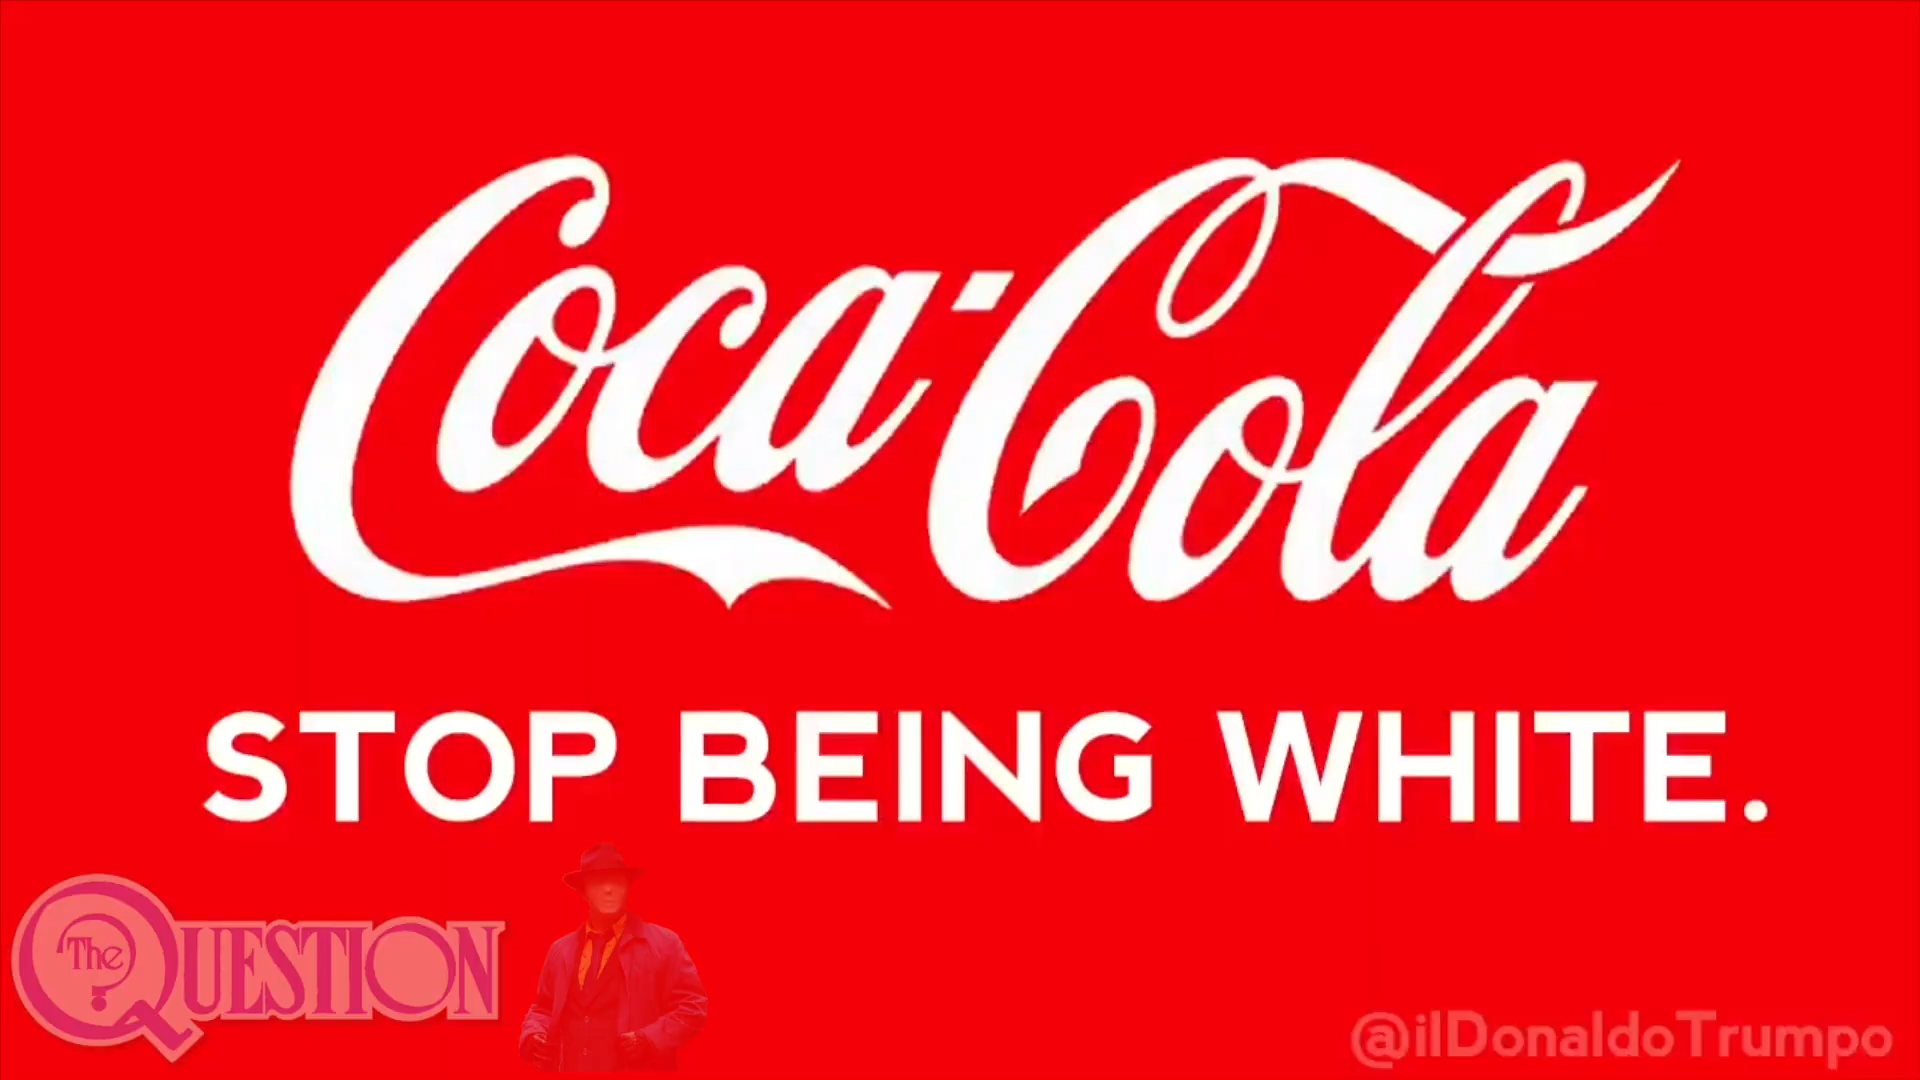 Coca-Cola
STOP BEING WHITE.
The QUESTION
@ilDonaldoTrumpo